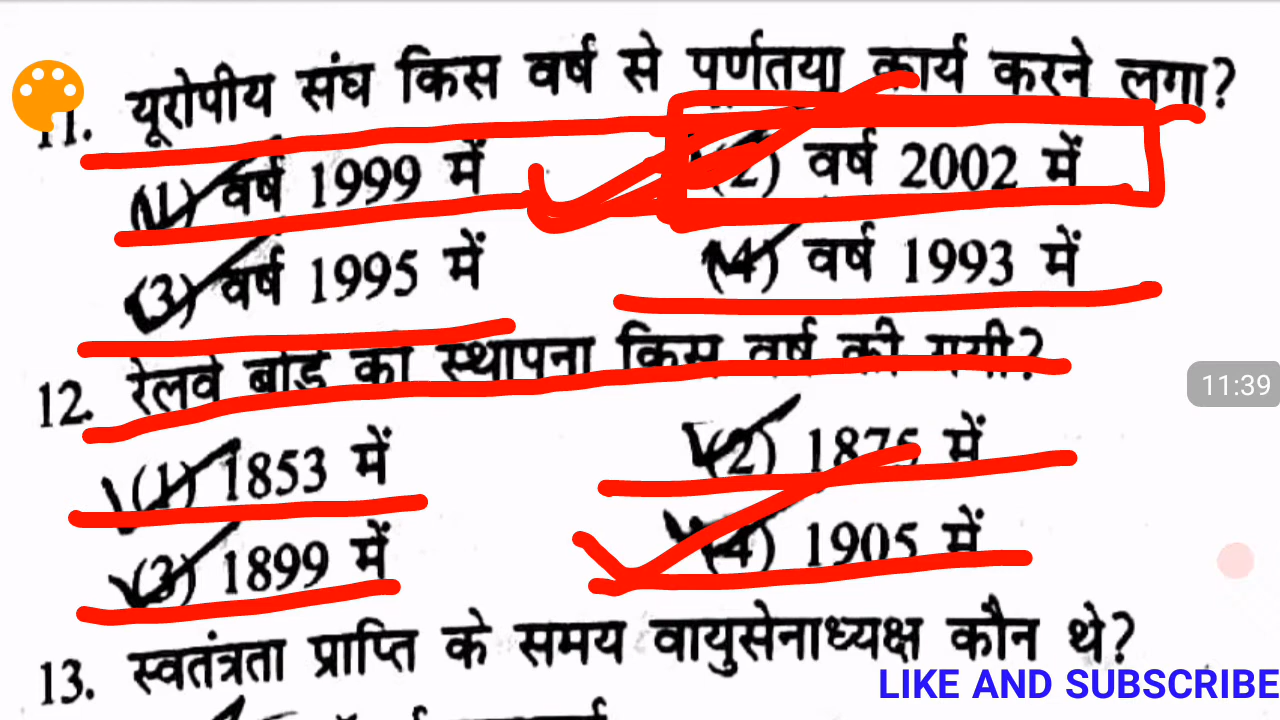 11. यूरोपीय संघ किस वर्ष से पूर्णतया कार्य करने लगा?
(1) वर्ष 1999 में (2) वर्ष 2002 में
(3) वर्ष 1995 में (4) वर्ष 1993 में
12. रेलवे बोर्ड की स्थापना किस वर्ष की गयी?
11:39
(1) 1853 में (2) 1875 में
(3) 1899 में (4) 1905 में
13. स्वतंत्रता प्राप्ति के समय वायुसेनाध्यक्ष कौन थे?
LIKE AND SUBSCRIBE